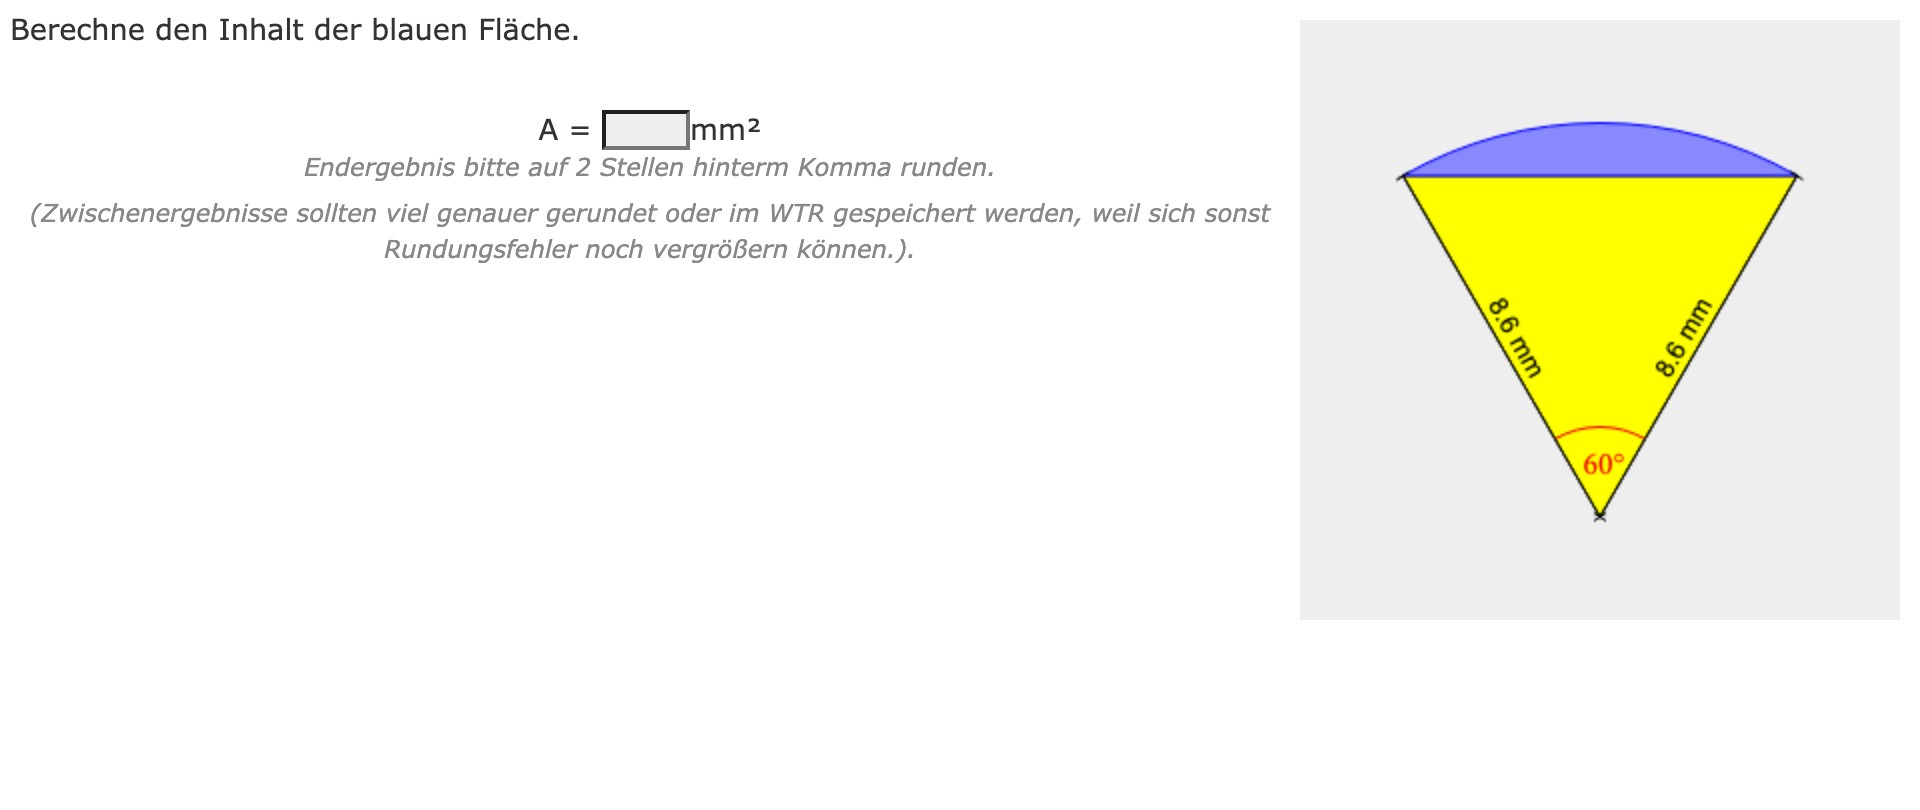 Berechne den Inhalt der blauen Fläche.
A = mm²
Endergebnis bitte auf 2 Stellen hinterm Komma runden.
(Zwischenergebnisse sollten viel genauer gerundet oder im WTR gespeichert werden, weil sich sonst
Rundungsfehler noch vergrößern können.).
8.6 mm
8.6 mm
60°